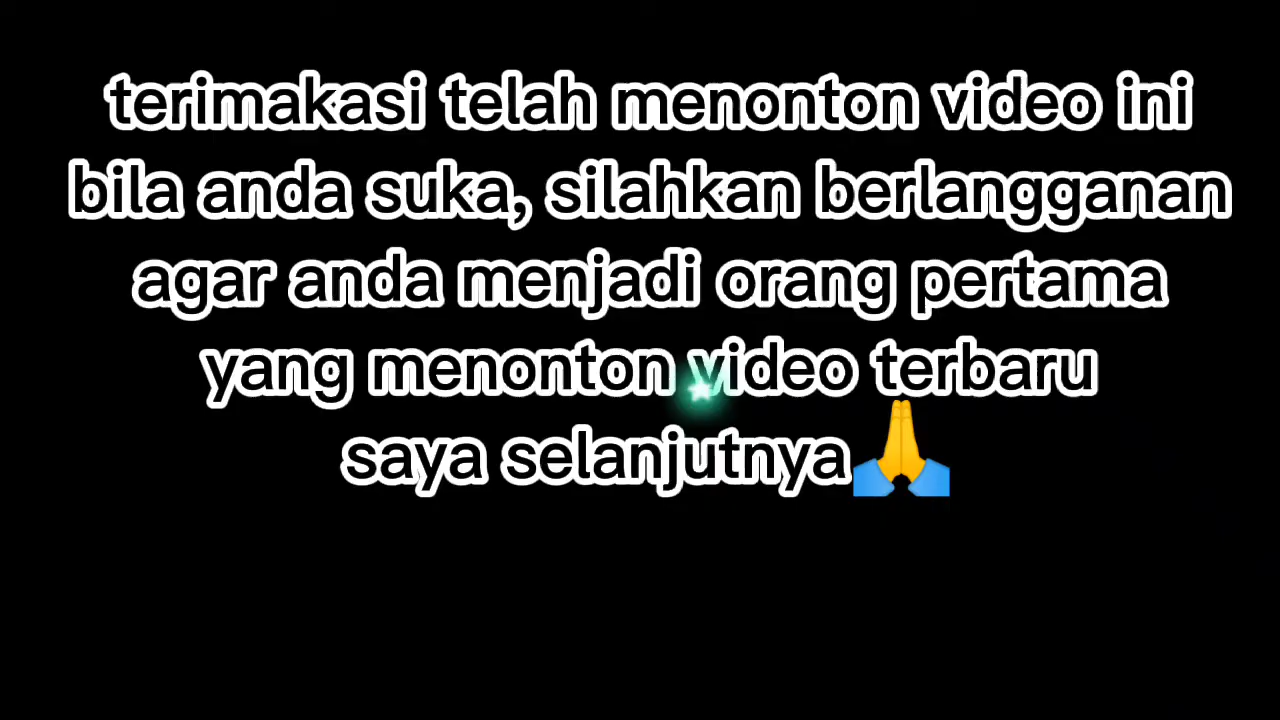 terimakasi telah menonton video ini
bila anda suka, silahkan berlangganan
agar anda menjadi orang pertama
yang menonton video terbaru
saya selanjutnya🙏